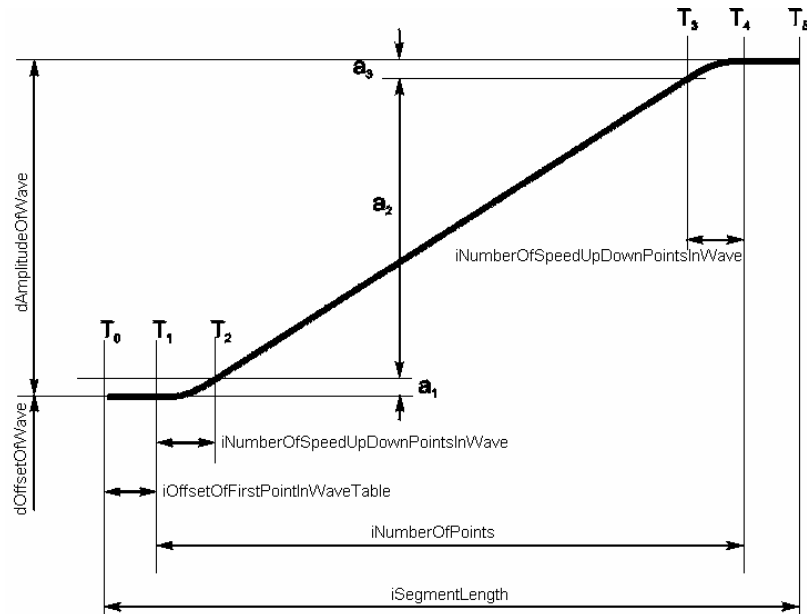 T₃ T₄ T₅
a₃
dAmplitudeOfWave
a₂
iNumberOfSpeedUpDownPointsInWave
T₀ T₁ T₂
a₁
dOffsetOfWave
iNumberOfSpeedUpDownPointsInWave
iOffsetOfFirstPointInWaveTable
iNumberOfPoints
iSegmentLength